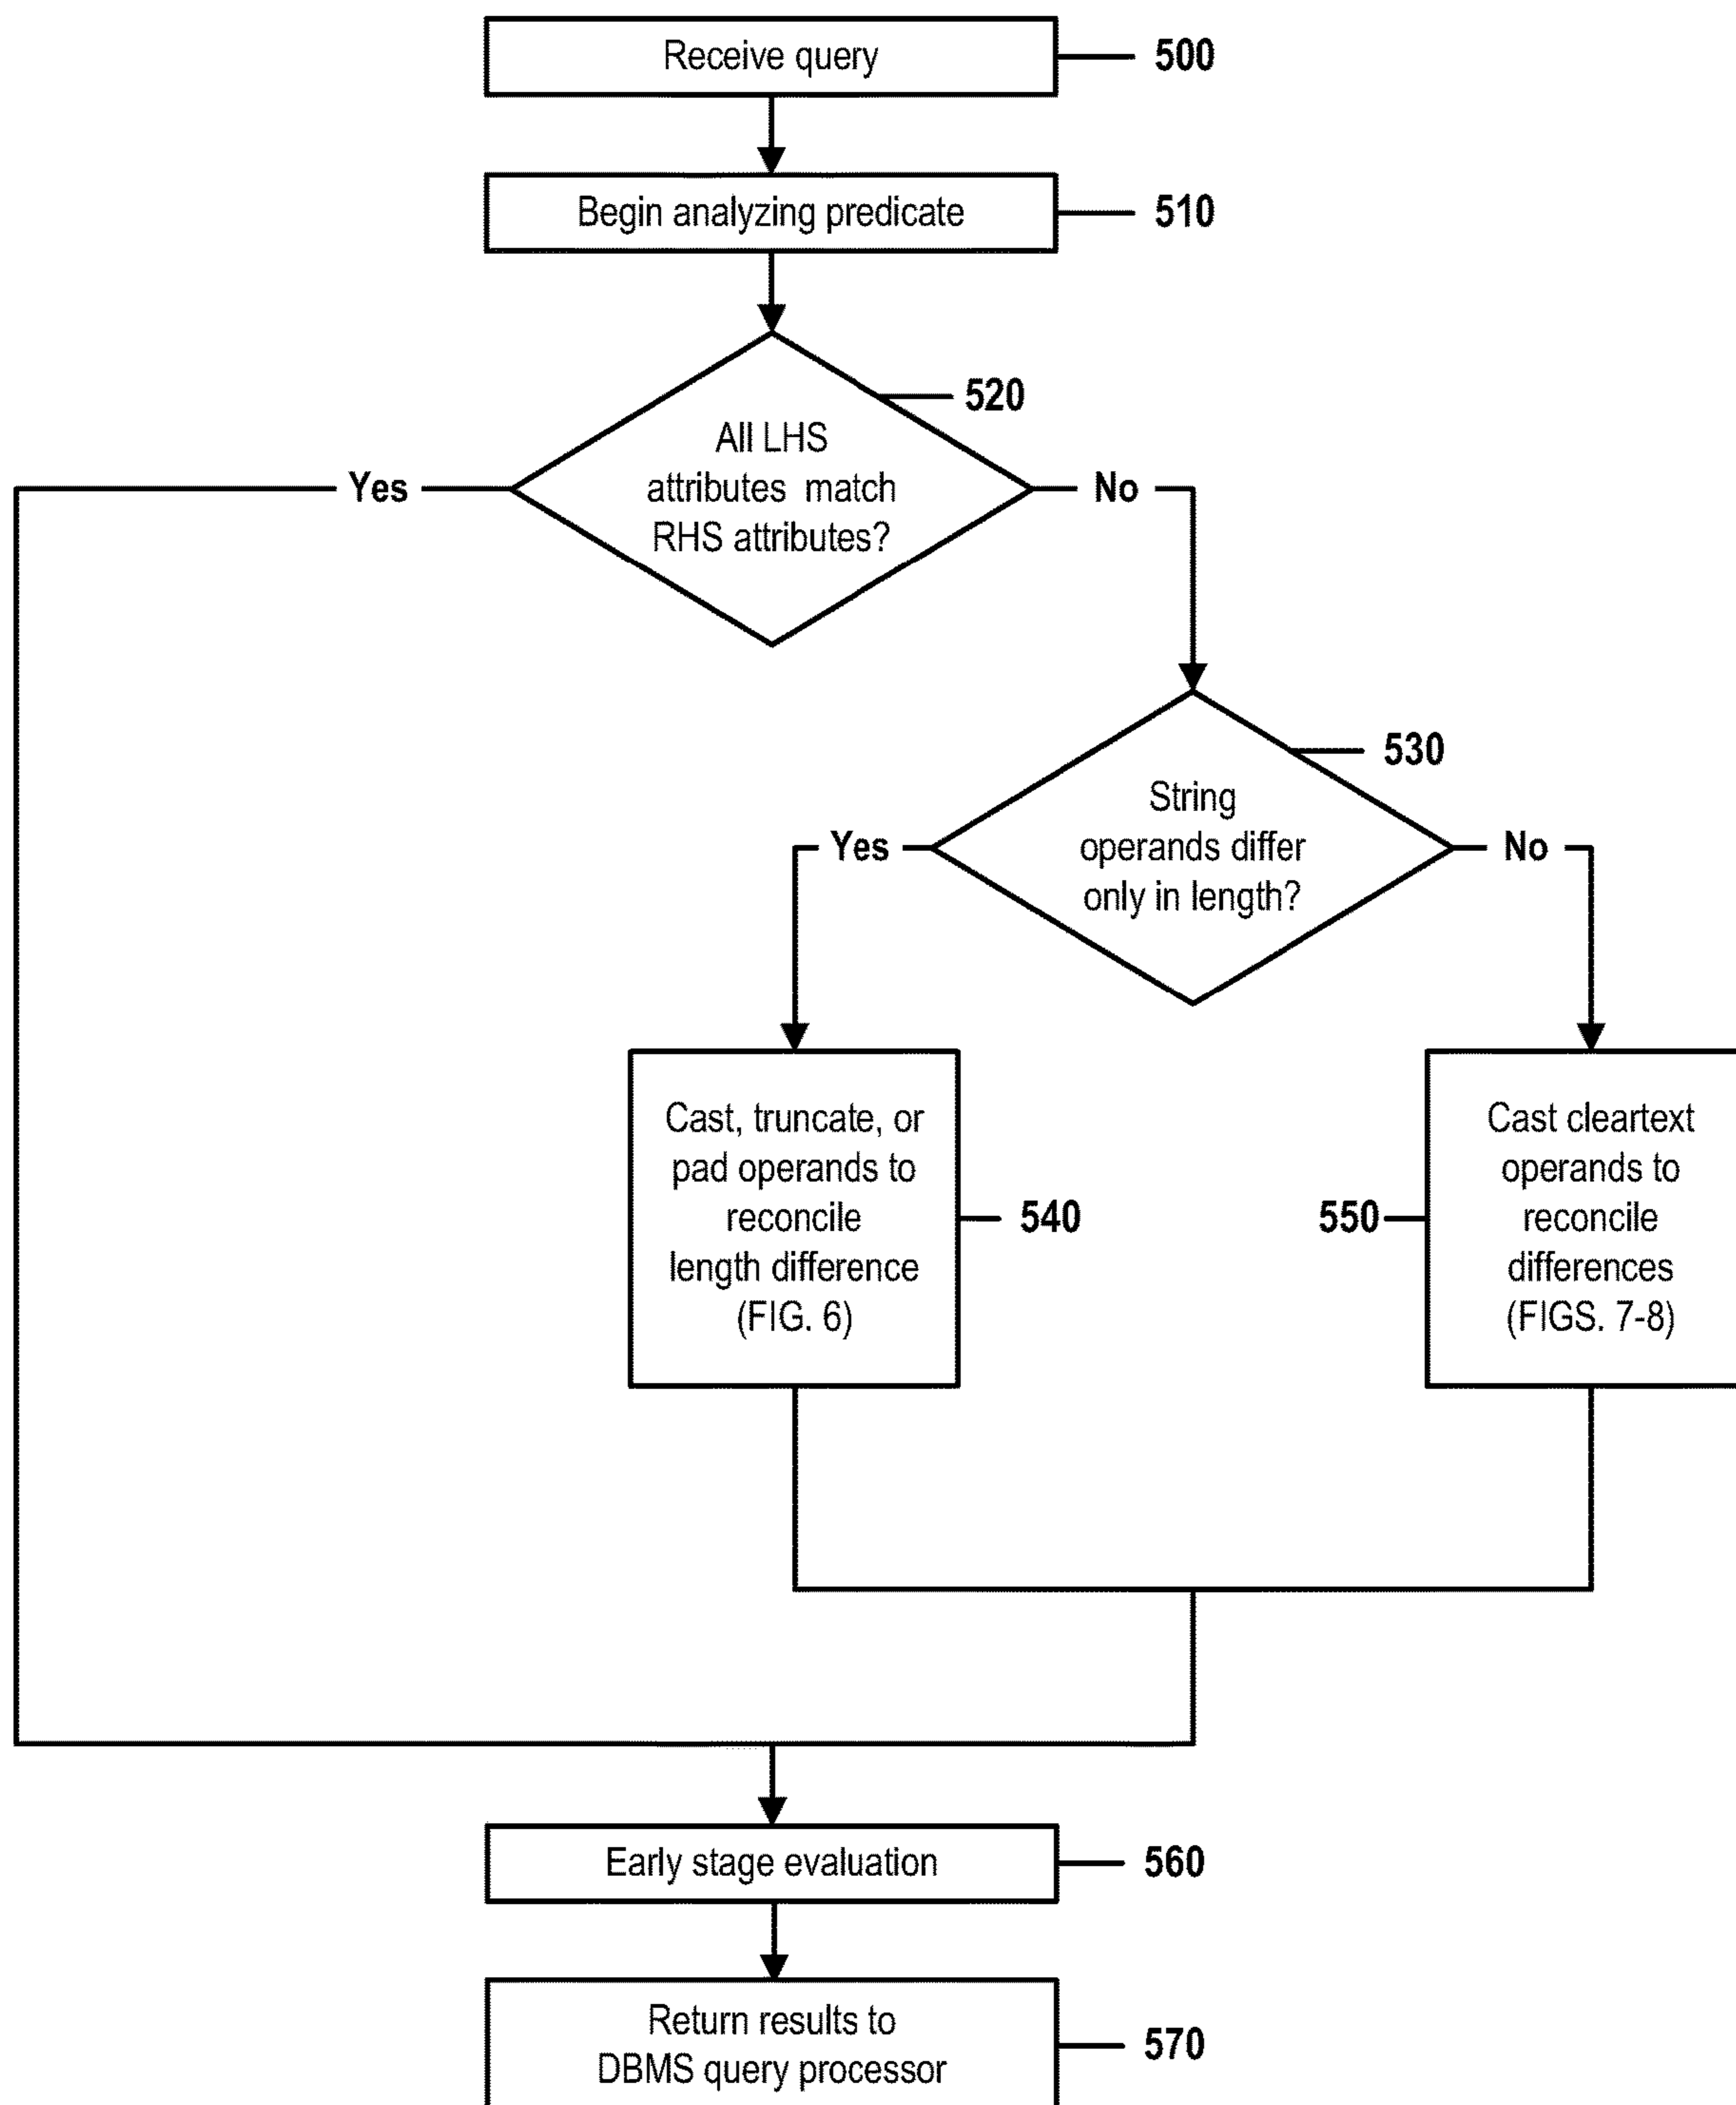 Receive query
500
Begin analyzing predicate
510
520
All LHS
attributes match
RHS attributes?
Yes
No
530
String
operands differ
only in length?
Yes
No
Cast, truncate, or
pad operands to
reconcile
length difference
(FIG. 6)
540
550
Cast cleartext
operands to
reconcile
differences
(FIGS. 7-8)
Early stage evaluation
560
Return results to
DBMS query processor
570